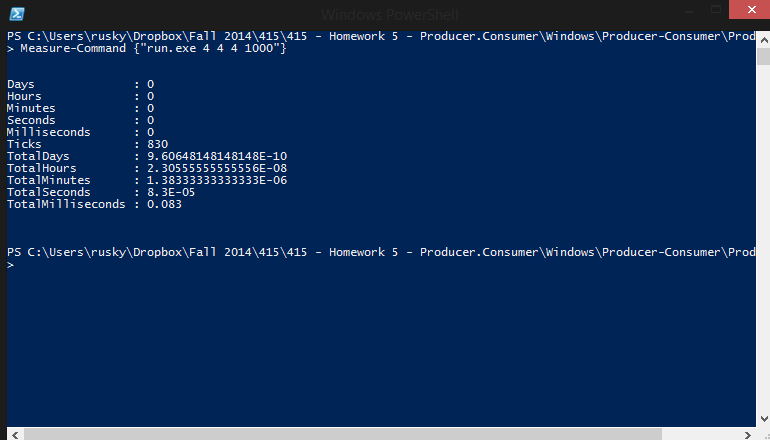 Windows PowerShell
PS C:\Users\rusky\Dropbox\Fall 2014\415\415 - Homework 5 - Producer.Consumer\Windows\Producer-Consumer\Prod
> Measure-Command {"run.exe 4 4 4 1000"}
Days : 0
Hours : 0
Minutes : 0
Seconds : 0
Milliseconds : 0
Ticks : 830
TotalDays : 9.60648148148148E-10
TotalHours : 2.30555555555556E-08
TotalMinutes : 1.38333333333333E-06
TotalSeconds : 8.3E-05
TotalMilliseconds : 0.083
PS C:\Users\rusky\Dropbox\Fall 2014\415\415 - Homework 5 - Producer.Consumer\Windows\Producer-Consumer\Prod
>